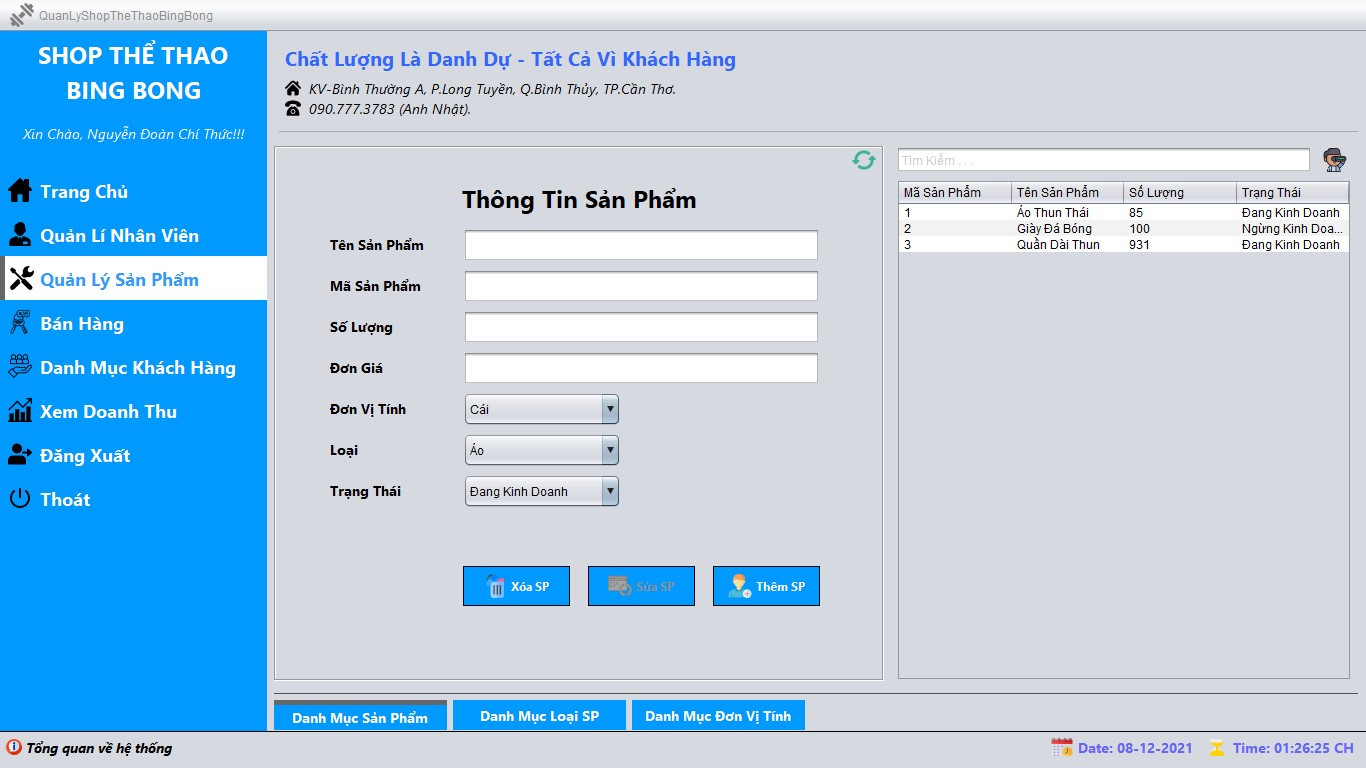 QuanLyShopTheThaoBingBong
SHOP THỂ THAO
BING BONG
Xin Chào, Nguyễn Đoàn Chí Thức!!!
Trang Chủ
Quản Lí Nhân Viên
Quản Lý Sản Phẩm
Bán Hàng
Danh Mục Khách Hàng
Xem Doanh Thu
Đăng Xuất
Thoát
Chất Lượng Là Danh Dự - Tất Cả Vì Khách Hàng
KV-Bình Thường A, P.Long Tuyền, Q.Bình Thủy, TP.Cần Thơ.
090.777.3783 (Anh Nhật).
Thông Tin Sản Phẩm
Tên Sản Phẩm
Mã Sản Phẩm
Số Lượng
Đơn Giá
Đơn Vị Tính Cái
Loại Áo
Trạng Thái Đang Kinh Doanh
Xóa SP Sửa SP Thêm SP
Tìm Kiếm . . .
Mã Sản Phẩm Tên Sản Phẩm Số Lượng Trạng Thái
1 Áo Thun Thái 85 Đang Kinh Doanh
2 Giày Đá Bóng 100 Ngừng Kinh Doa...
3 Quần Dài Thun 931 Đang Kinh Doanh
Danh Mục Sản Phẩm Danh Mục Loại SP Danh Mục Đơn Vị Tính
Tổng quan về hệ thống Date: 08-12-2021 Time: 01:26:25 CH